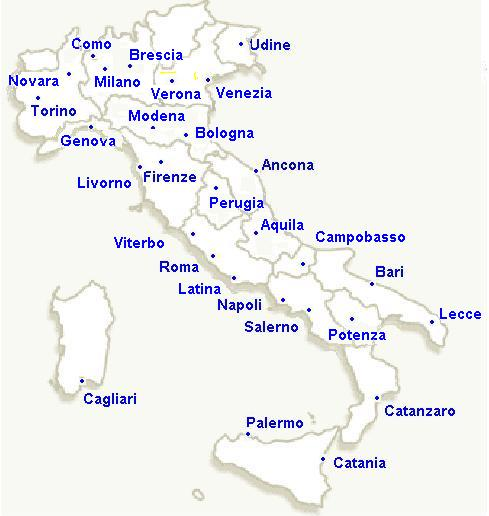 Como
Udine
Brescia
Novara
Milano
Verona
Venezia
Torino
Modena
Bologna
Genova
Ancona
Livorno
Firenze
Perugia
Aquila
Viterbo
Campobasso
Roma
Bari
Latina
Napoli
Lecce
Salerno
Potenza
Cagliari
Catanzaro
Palermo
Catania